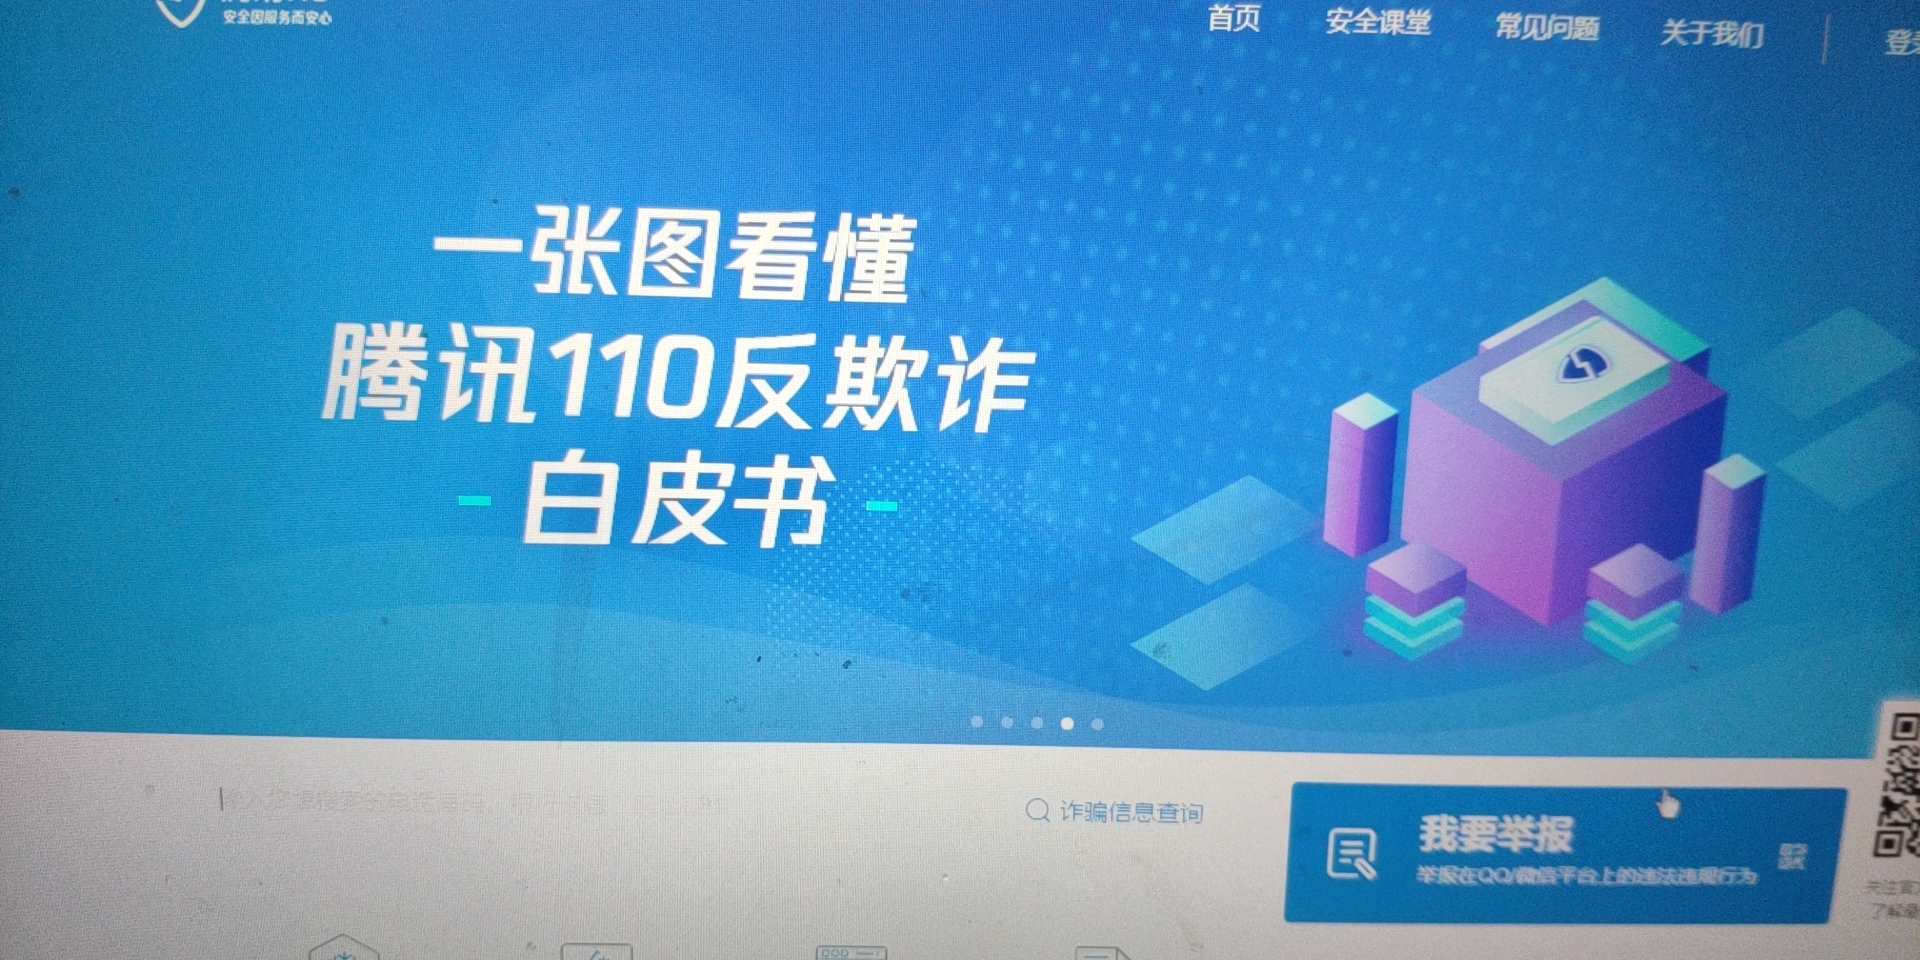 安全因服务而安心
首页
安全课堂
常见问题
关于我们
一张图看懂
腾讯110反欺诈
白皮书
诈骗信息查询
我要举报
举报在QQ/微信平台上的违法违规行为